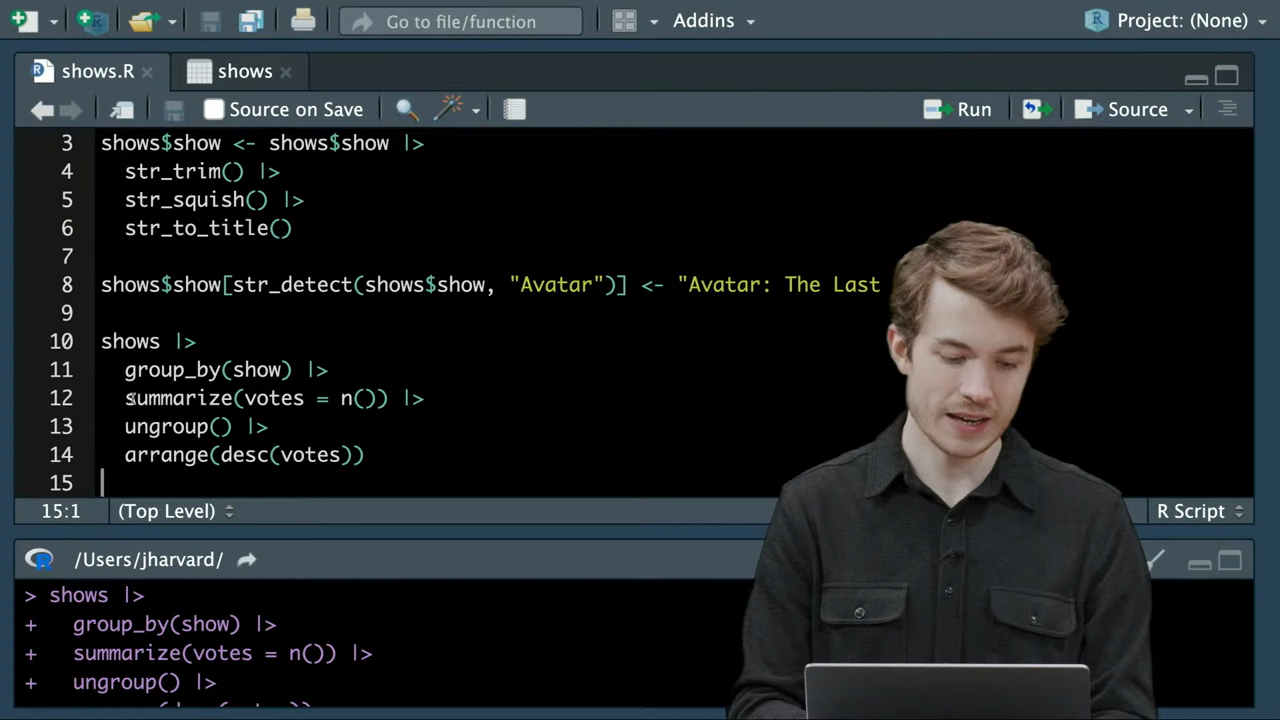 Go to file/function
Addins
Project: (None)
shows.R
shows
Source on Save
Run
Source
3 shows$show <- shows$show |>
4 str_trim() |>
5 str_squish() |>
6 str_to_title()
7
8 shows$show[str_detect(shows$show, "Avatar")] <- "Avatar: The Last
9
10 shows |>
11 group_by(show) |>
12 summarize(votes = n()) |>
13 ungroup() |>
14 arrange(desc(votes))
15
15:1 (Top Level) R Script
/Users/jharvard/
> shows |>
+ group_by(show) |>
+ summarize(votes = n()) |>
+ ungroup() |>